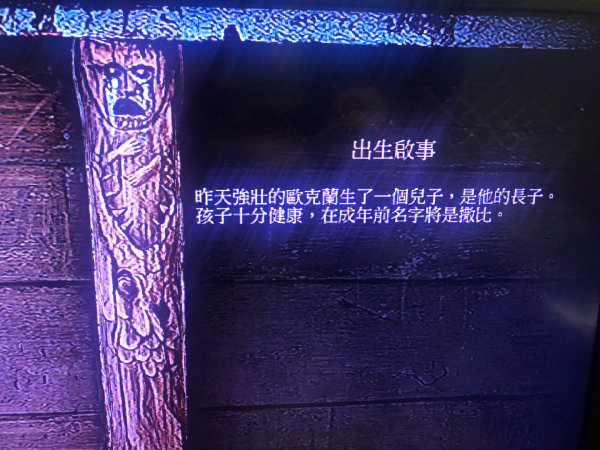 出生啟事
昨天強壯的歐克蘭生了一個兒子，是他的長子。
孩子十分健康，在成年前名字將是撒比。